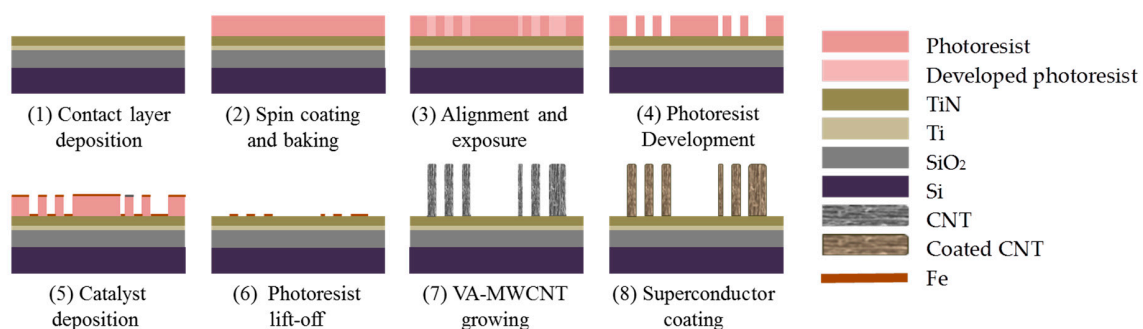 (1) Contact layer
deposition
(2) Spin coating
and baking
(3) Alignment and
exposure
(4) Photoresist
Development
(5) Catalyst
deposition
(6) Photoresist
lift-off
(7) VA-MWCNT
growing
(8) Superconductor
coating
Photoresist
Developed photoresist
TiN
Ti
SiO₂
Si
CNT
Coated CNT
Fe